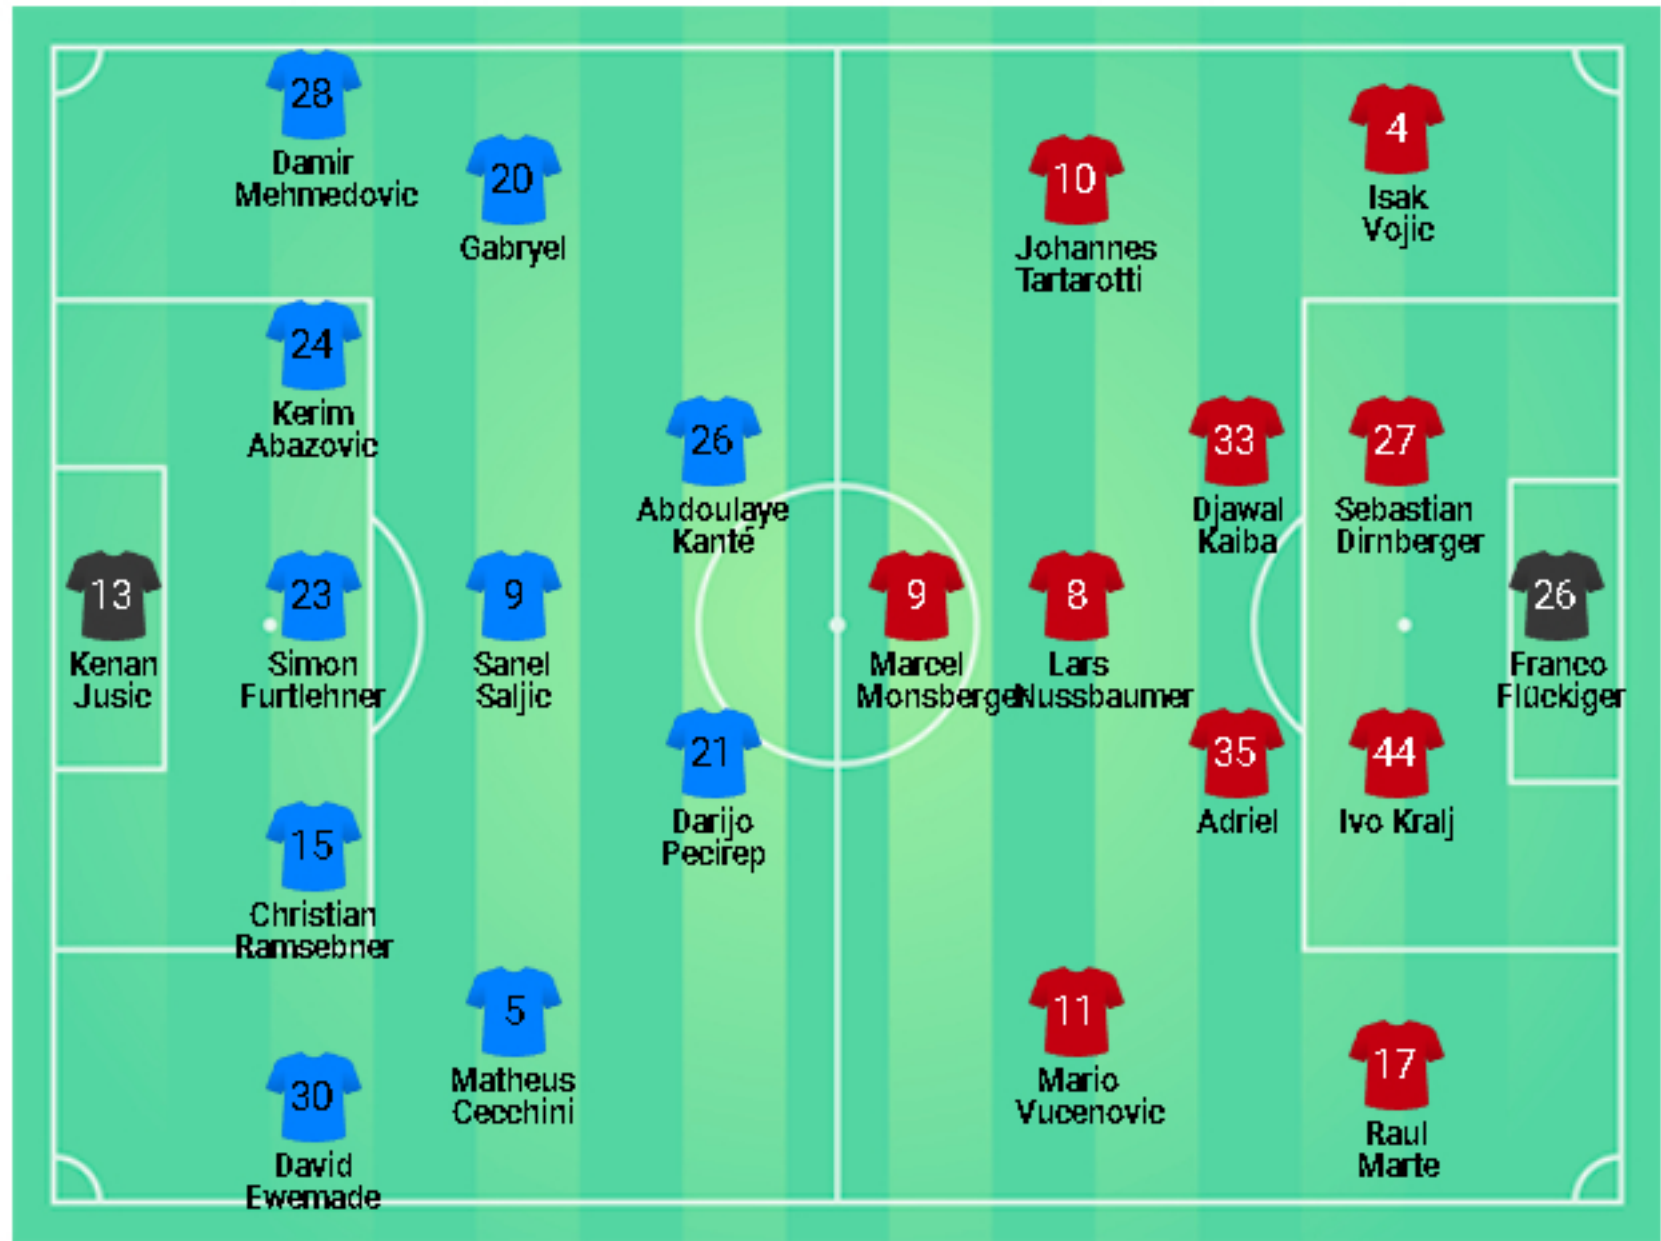 28
Damir
Mehmedovic
20
Gabryel
24
Kerim
Abazovic
26
Abdoulaye
Kanté
13
Kenan
Jusic
23
Simon
Furtlehner
9
Sanel
Saljic
21
Darijo
Pecirep
15
Christian
Ramsebner
5
Matheus
Cecchini
30
David
Ewemade
4
Isak
Vojic
10
Johannes
Tartarotti
33
Djawal
Kaiba
27
Sebastian
Dirnberger
9
Marcel
Monsberger
8
Lars
Nussbaumer
26
Franco
Flückiger
35
Adriel
44
Ivo Kralj
11
Mario
Vucenovic
17
Raul
Marte